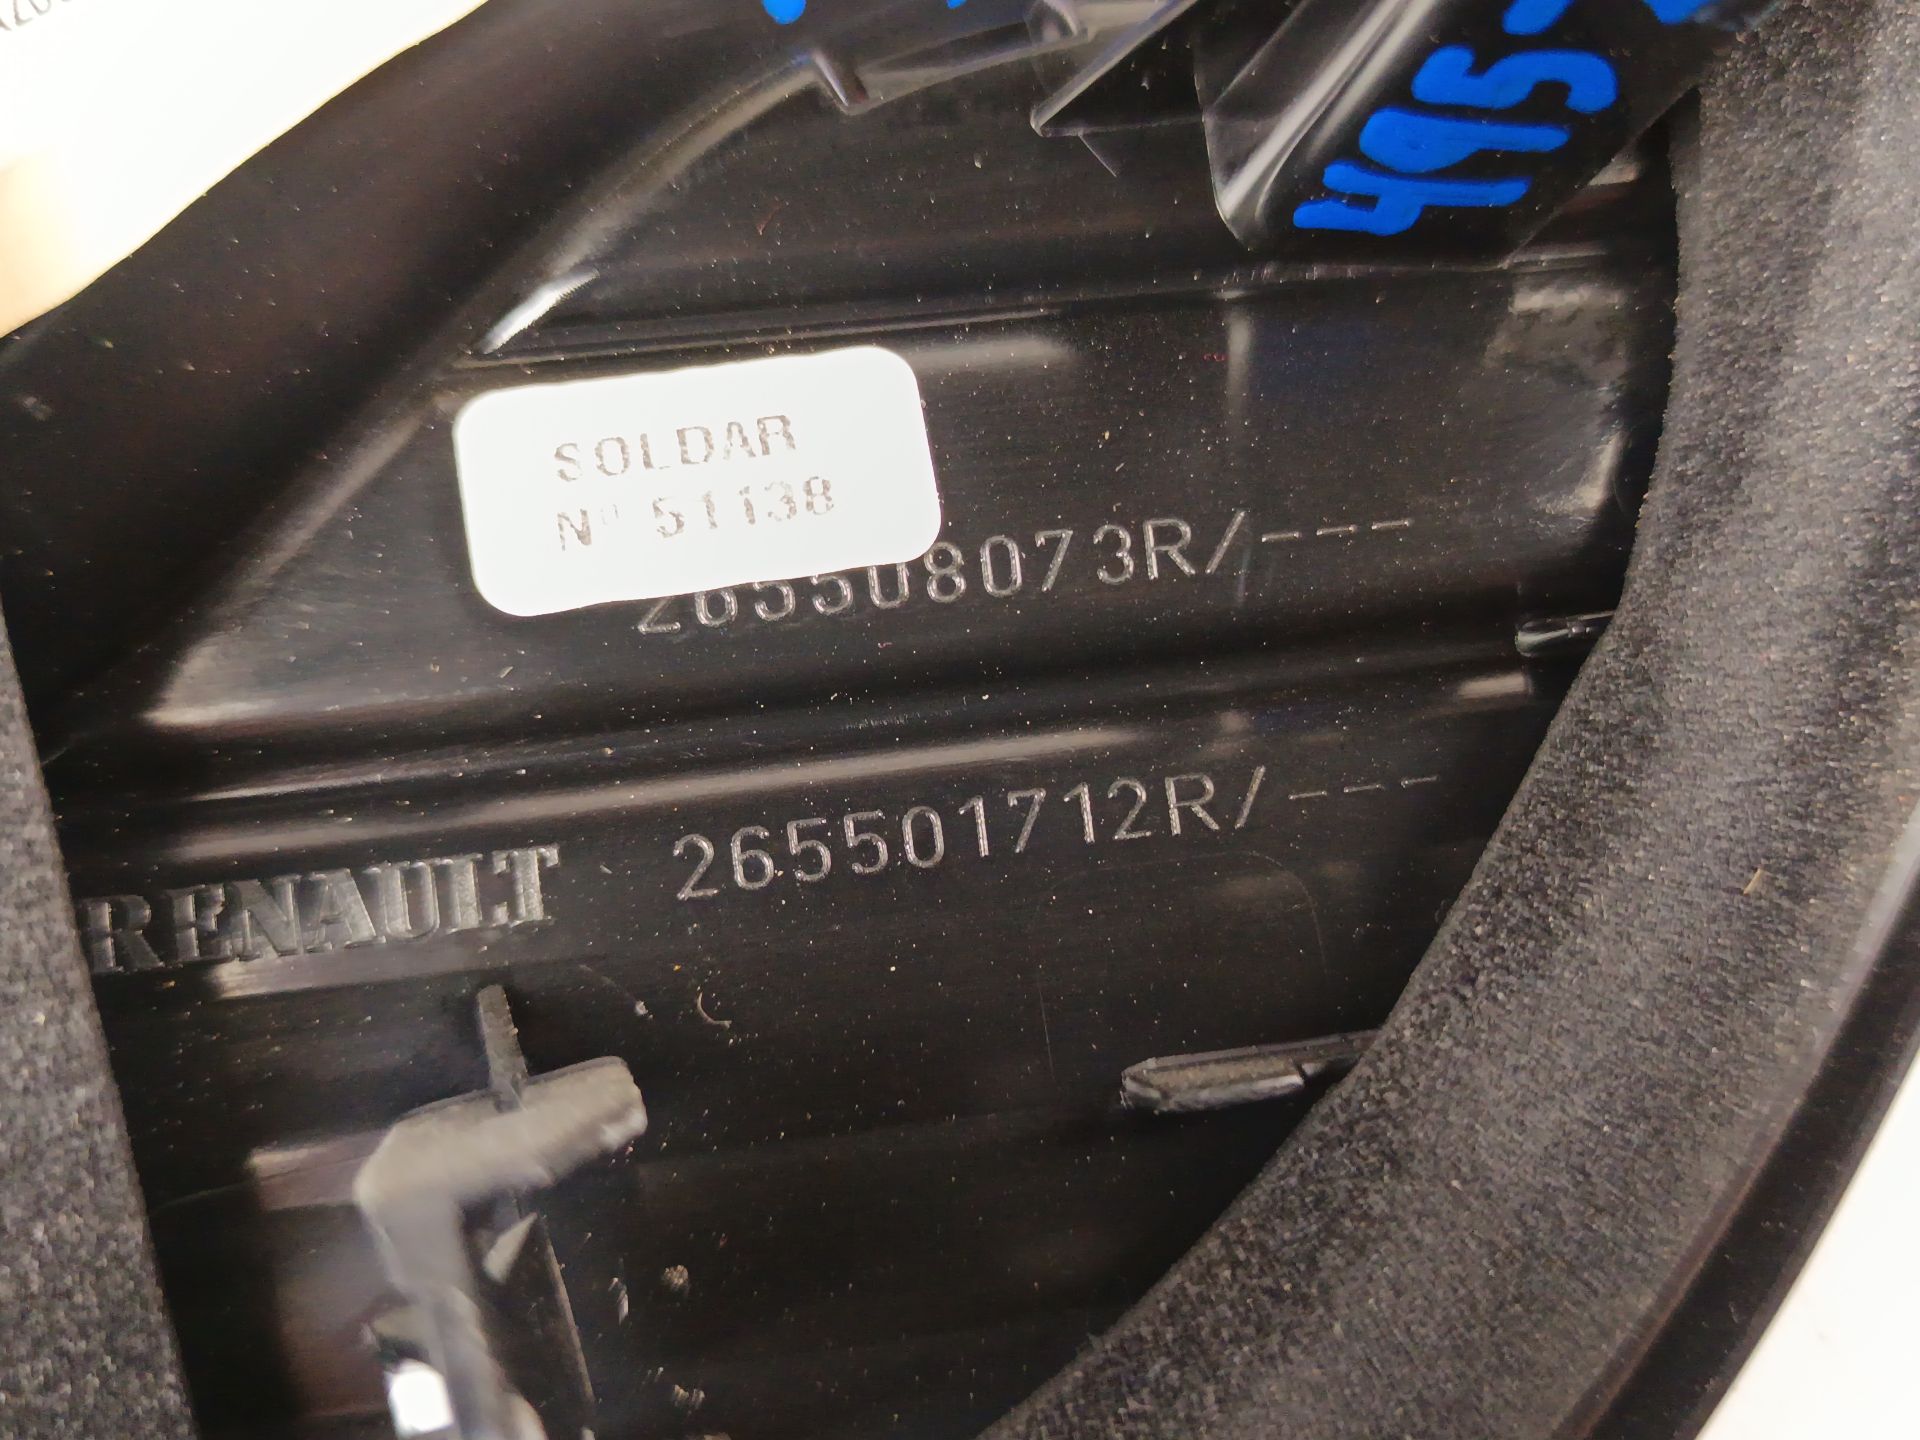 SOLDAR
Nº 51138
265508073R/---
265501712R/---
RENAULT